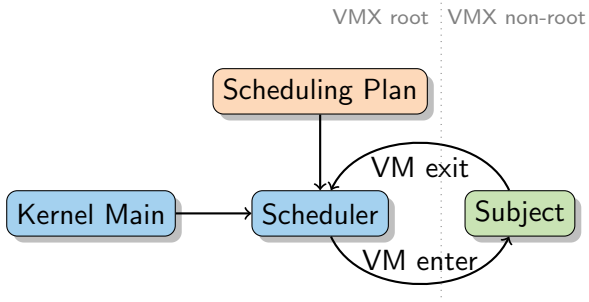 VMX root
VMX non-root
Scheduling Plan
VM exit
Kernel Main
Scheduler
Subject
VM enter